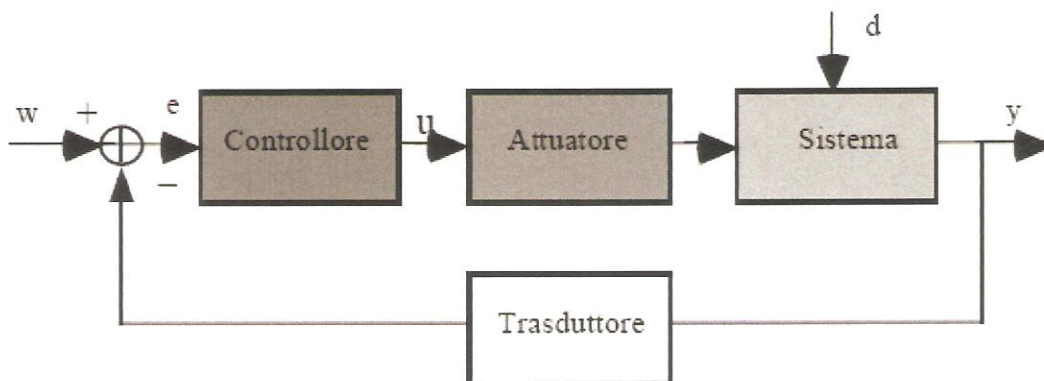 d
w
+
e
Controllore
u
Attuatore
Sistema
y
−
Trasduttore